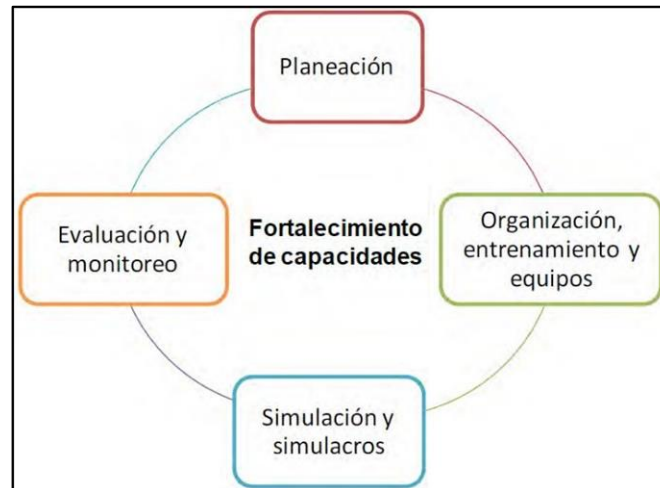 Planeación
Evaluación y
monitoreo
Fortalecimiento
de capacidades
Organización,
entrenamiento y
equipos
Simulación y
simulacros